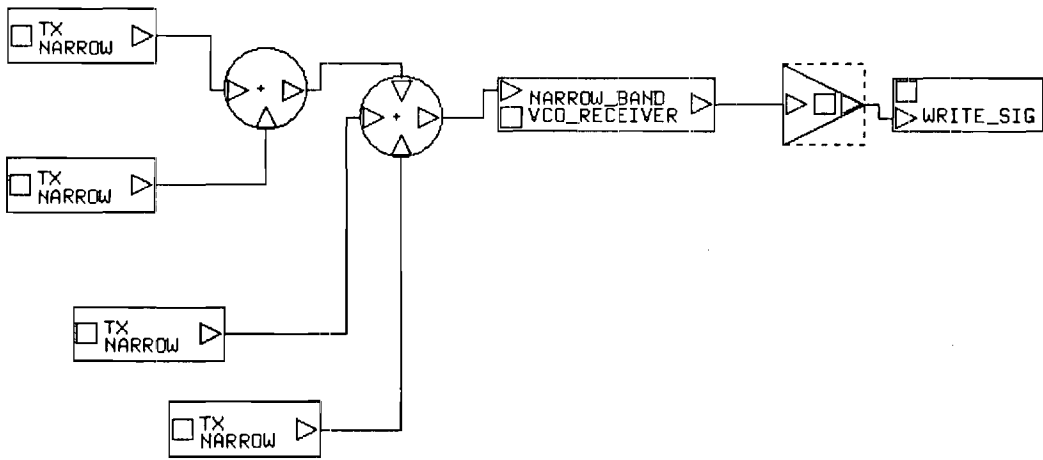 TX
NARROW
+
+
NARROW_BAND
VCO_RECEIVER
WRITE_SIG
TX
NARROW
TX
NARROW
TX
NARROW